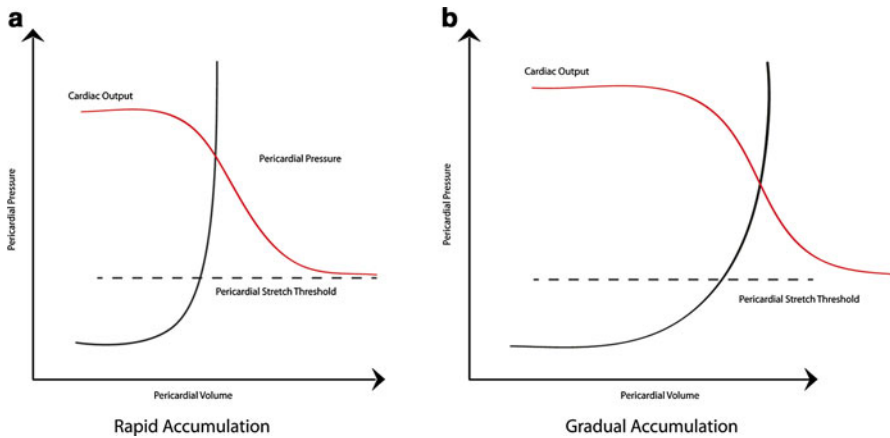 a
Cardiac Output
Pericardial Pressure
Pericardial Pressure
Pericardial Stretch Threshold
Pericardial Volume
Rapid Accumulation
b
Cardiac Output
Pericardial Pressure
Pericardial Stretch Threshold
Pericardial Volume
Gradual Accumulation